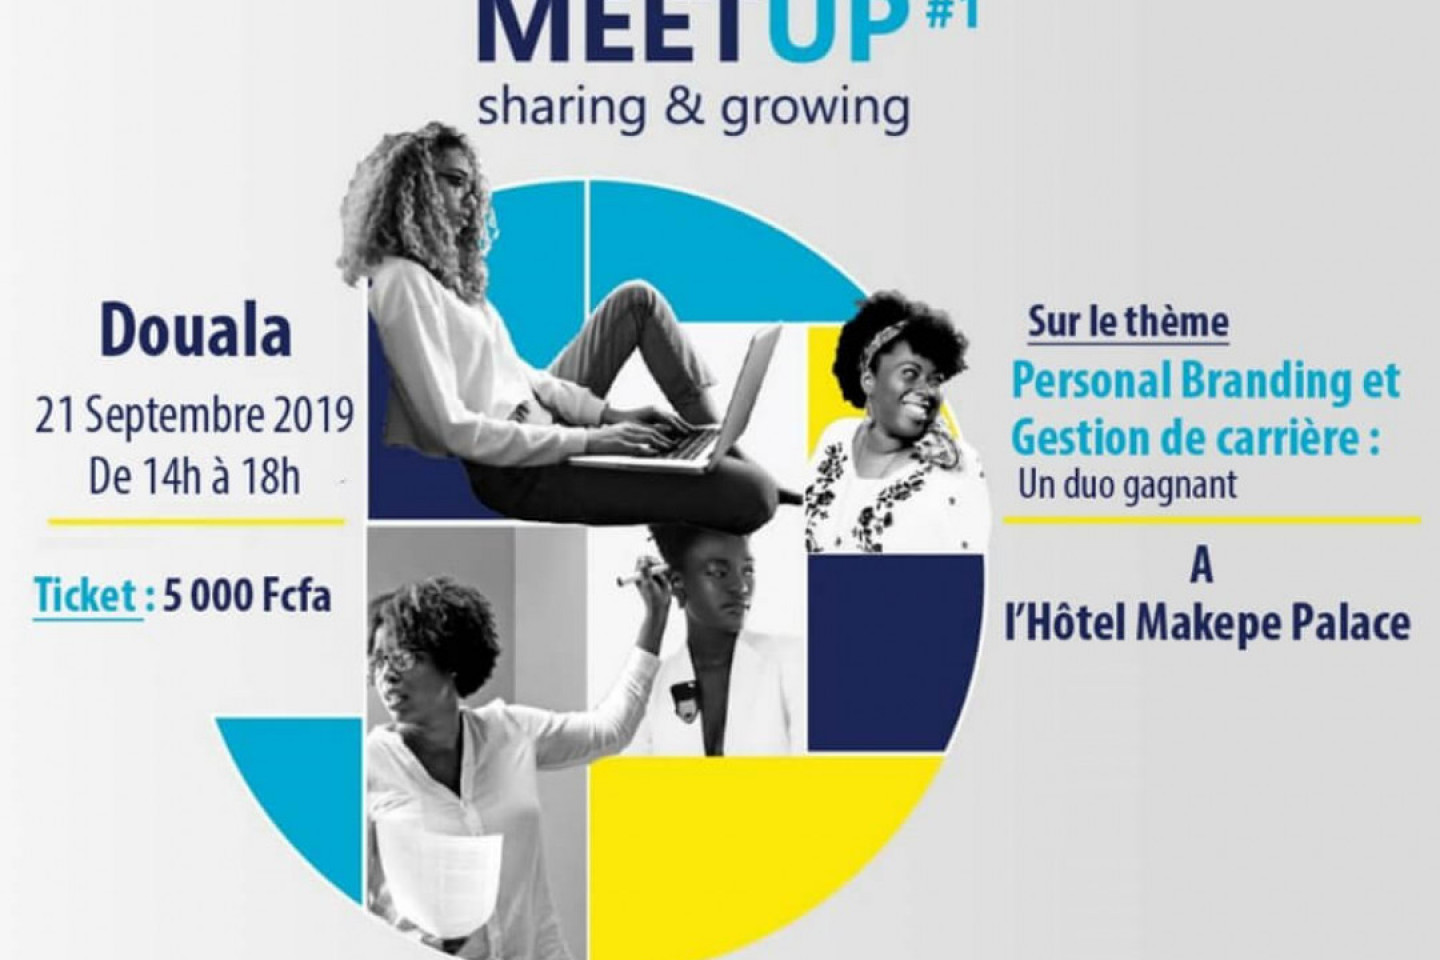 MEETUP #1
sharing & growing
Douala
21 Septembre 2019
De 14h à 18h
Ticket : 5 000 Fcfa
Sur le thème
Personal Branding et
Gestion de carrière :
Un duo gagnant
A
l'Hôtel Makepe Palace